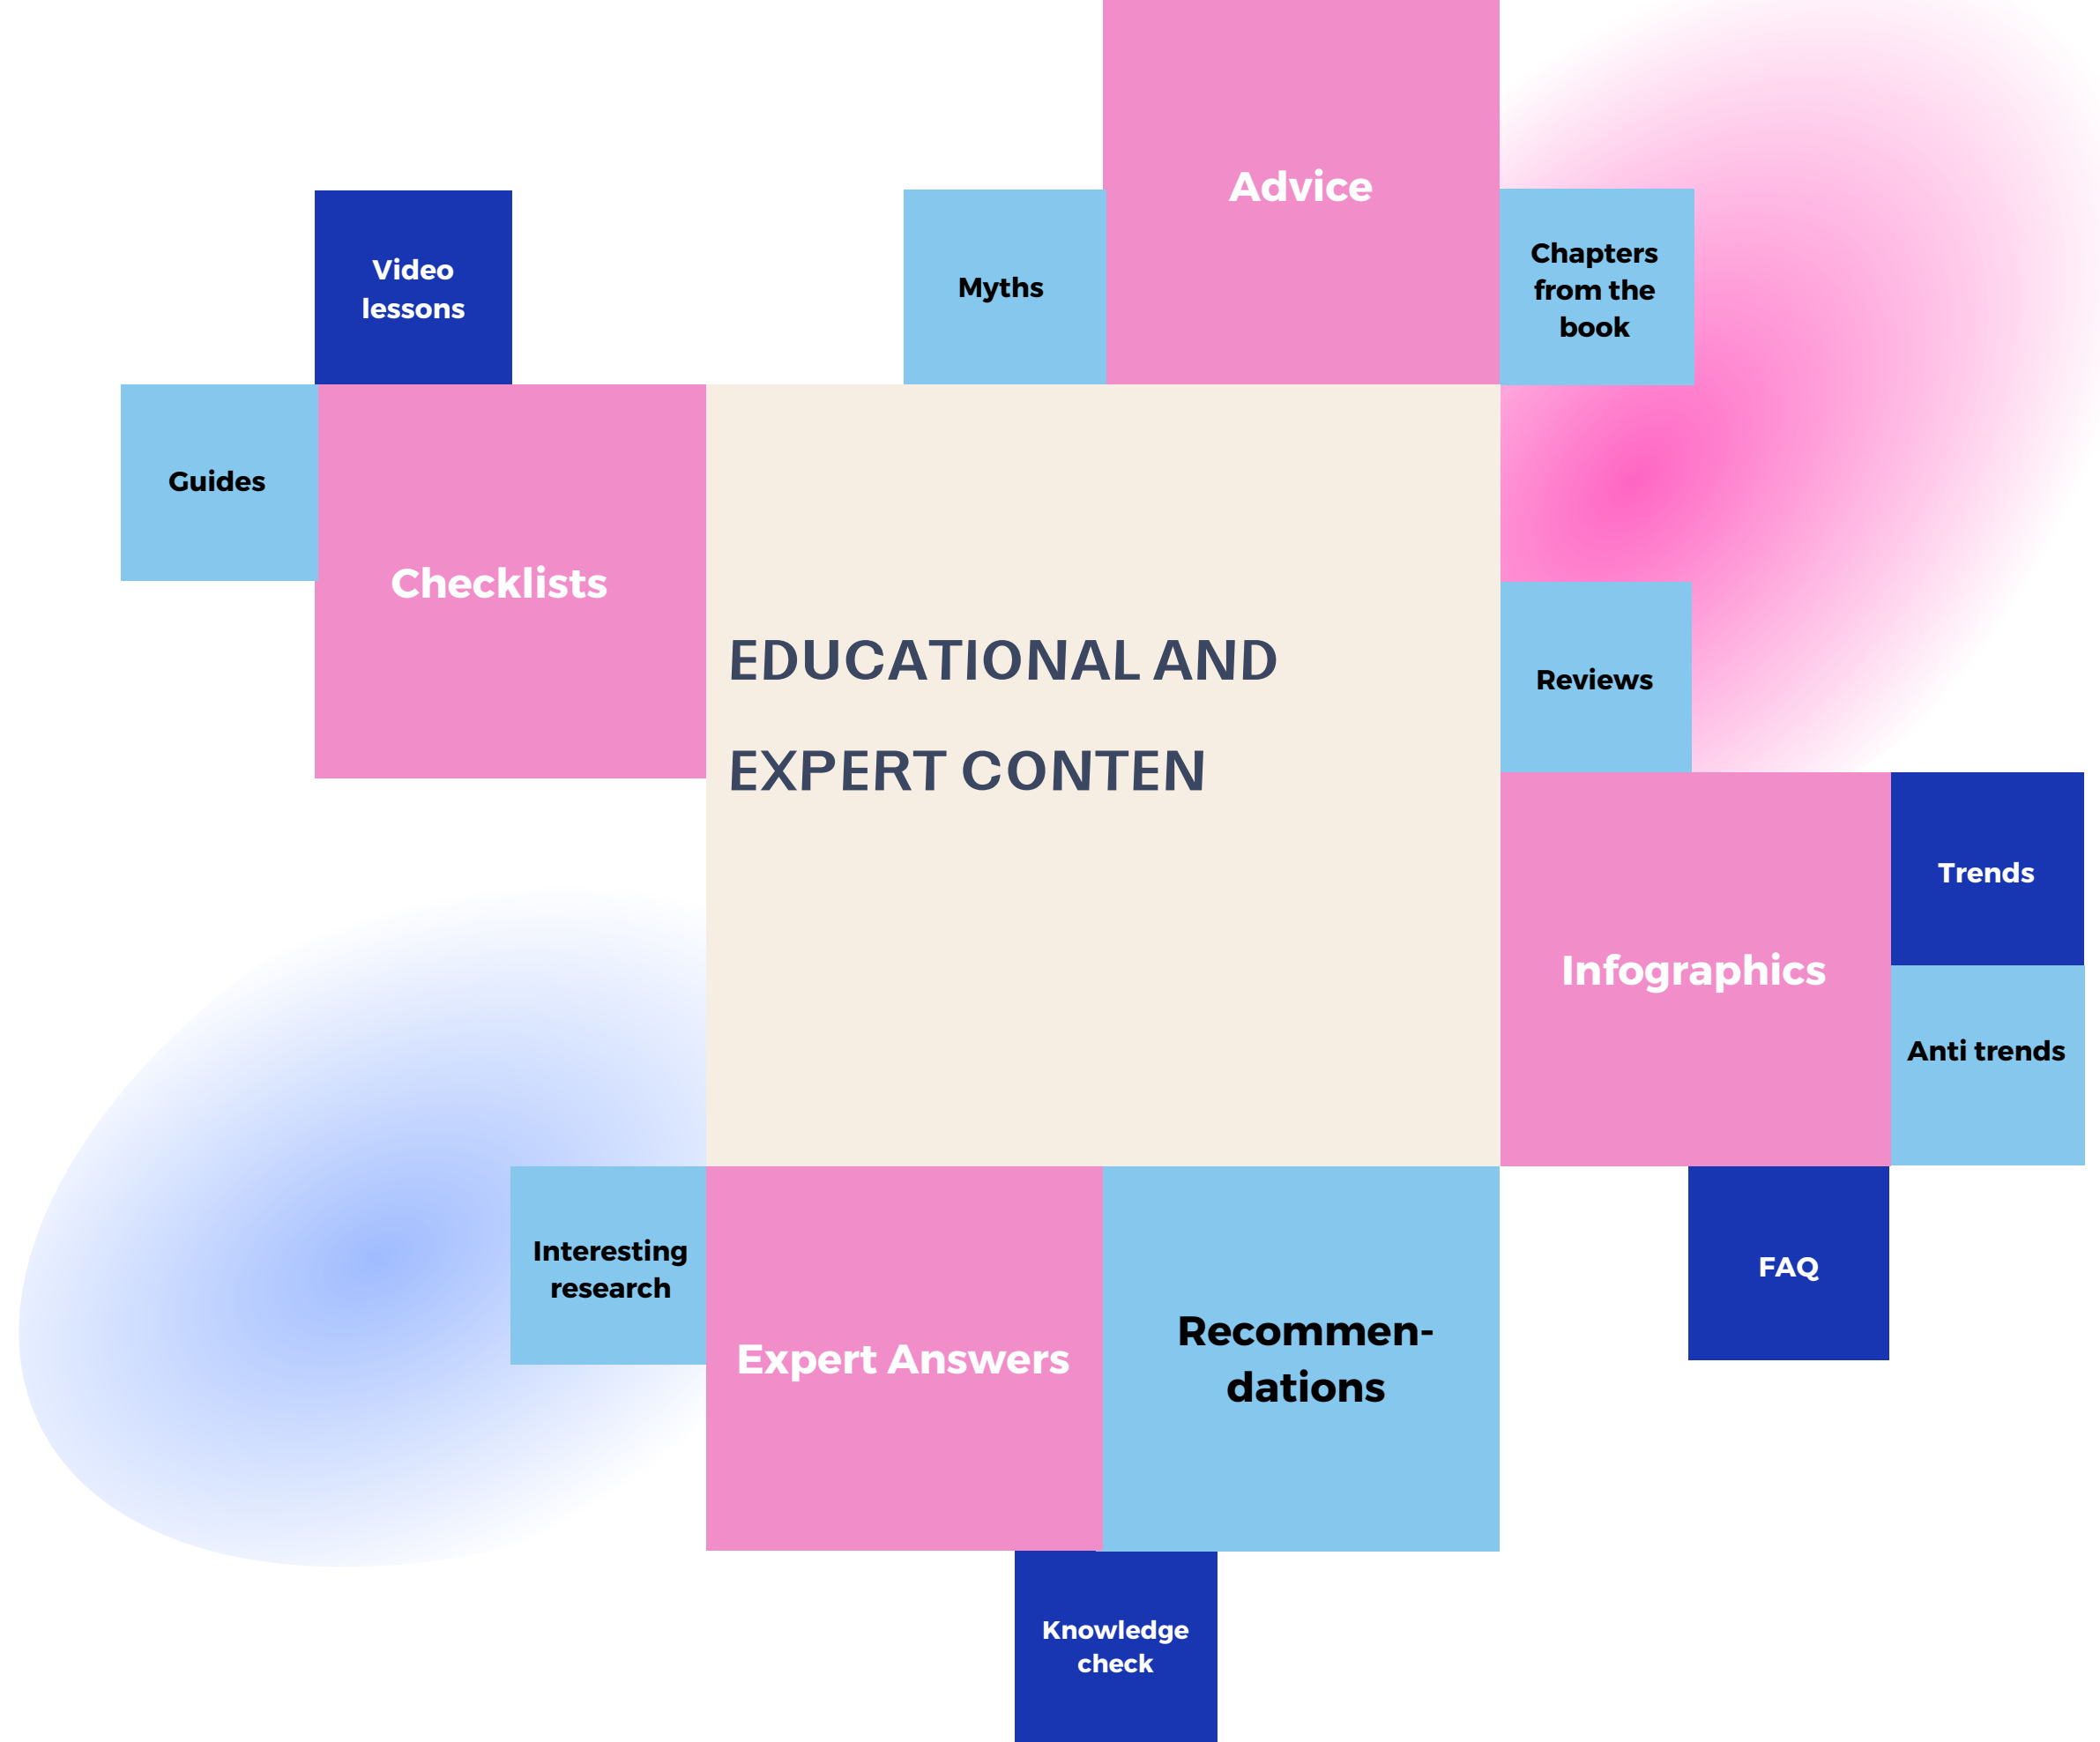 Advice
Video
lessons
Myths
Chapters
from the
book
Guides
Checklists
EDUCATIONAL AND
EXPERT CONTEN
Reviews
Trends
Infographics
Anti trends
Interesting
research
FAQ
Expert Answers
Recommen-
dations
Knowledge
check